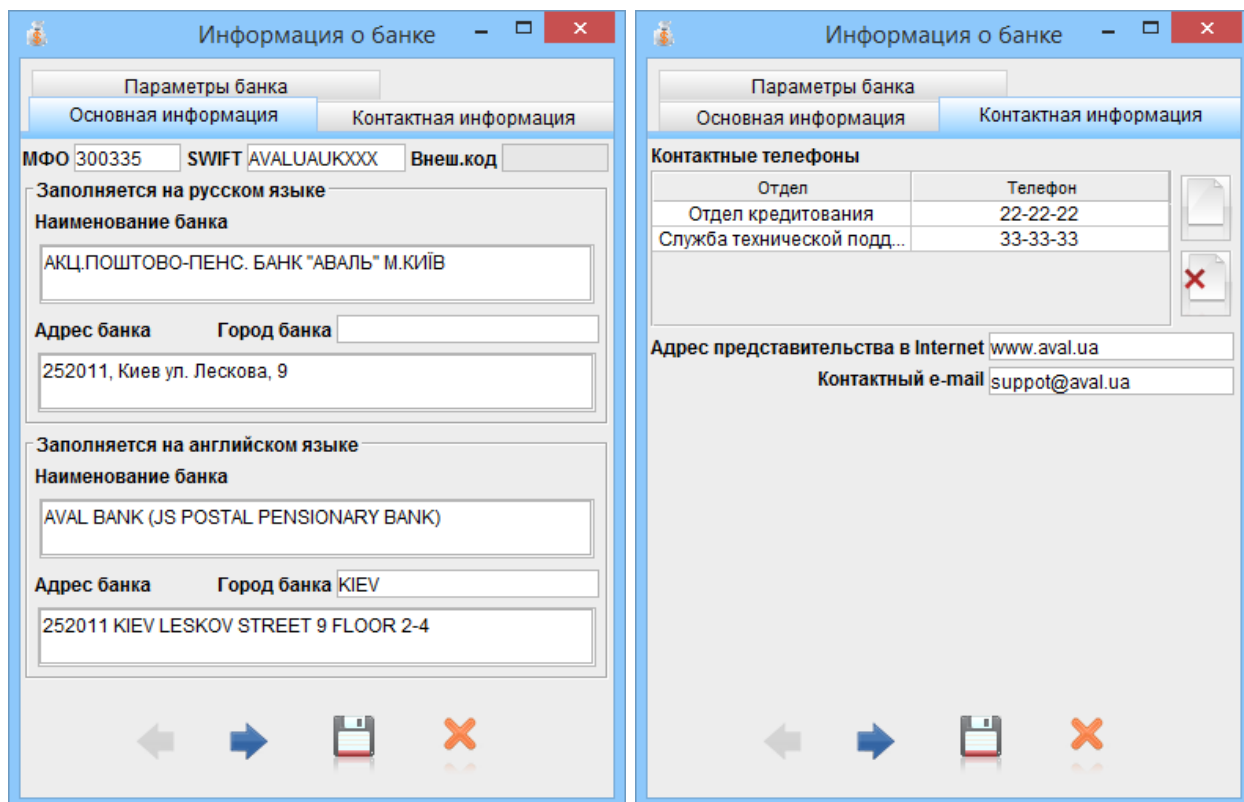 Информация о банке
Параметры банка
Основная информация
Контактная информация
МФО 300335 SWIFT AVALUAUKXXX Внеш.код
Заполняется на русском языке
Наименование банка
АКЦ.ПОШТОВО-ПЕНС. БАНК "АВАЛЬ" М.КИЇВ
Адрес банка Город банка
252011, Киев ул. Лескова, 9
Заполняется на английском языке
Наименование банка
AVAL BANK (JS POSTAL PENSIONARY BANK)
Адрес банка Город банка KIEV
252011 KIEV LESKOV STREET 9 FLOOR 2-4
Информация о банке
Параметры банка
Основная информация
Контактная информация
Контактные телефоны
Отдел Телефон
Отдел кредитования 22-22-22
Служба технической подд... 33-33-33
Адрес представительства в Internet www.aval.ua
Контактный e-mail suppot@aval.ua